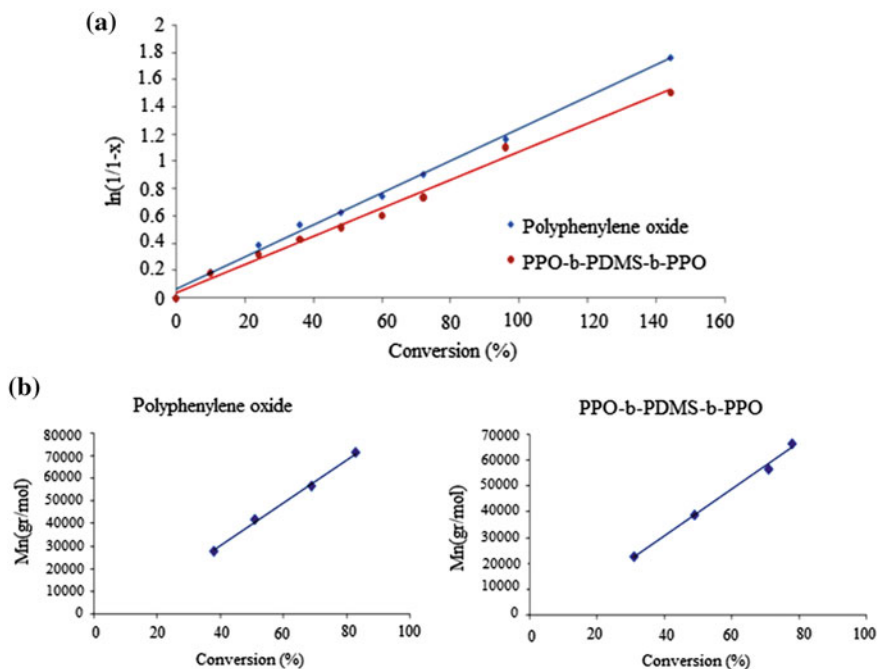 (a)
2
1.8
1.6
1.4
1.2
1
0.8
0.6
0.4
0.2
0
ln(1/1-x)
Polyphenylene oxide
PPO-b-PDMS-b-PPO
0 20 40 60 80 100 120 140 160
Conversion (%)
(b)
Polyphenylene oxide
80000
70000
60000
50000
40000
30000
20000
10000
0
Mn(gr/mol)
0 20 40 60 80 100
Conversion (%)
PPO-b-PDMS-b-PPO
70000
60000
50000
40000
30000
20000
10000
0
Mn(gr/mol)
0 20 40 60 80 100
Conversion (%)